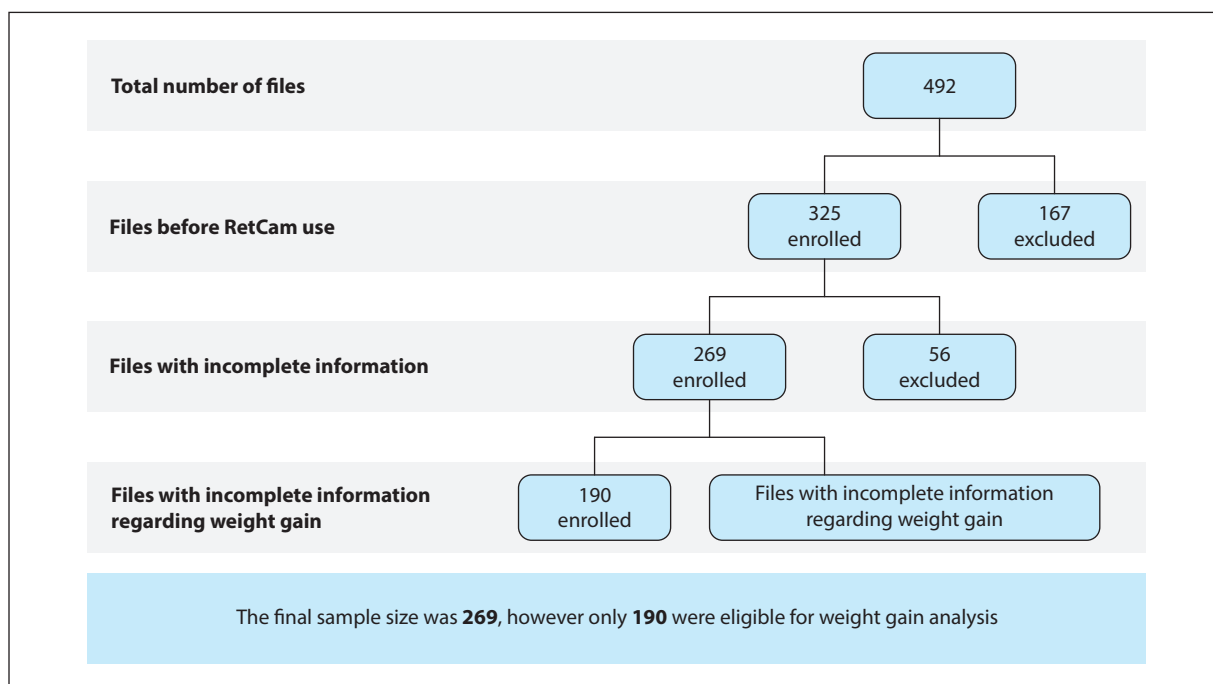 Total number of files
492
Files before RetCam use
325
enrolled
167
excluded
Files with incomplete information
269
enrolled
56
excluded
Files with incomplete information
regarding weight gain
190
enrolled
Files with incomplete information
regarding weight gain
The final sample size was 269, however only 190 were eligible for weight gain analysis